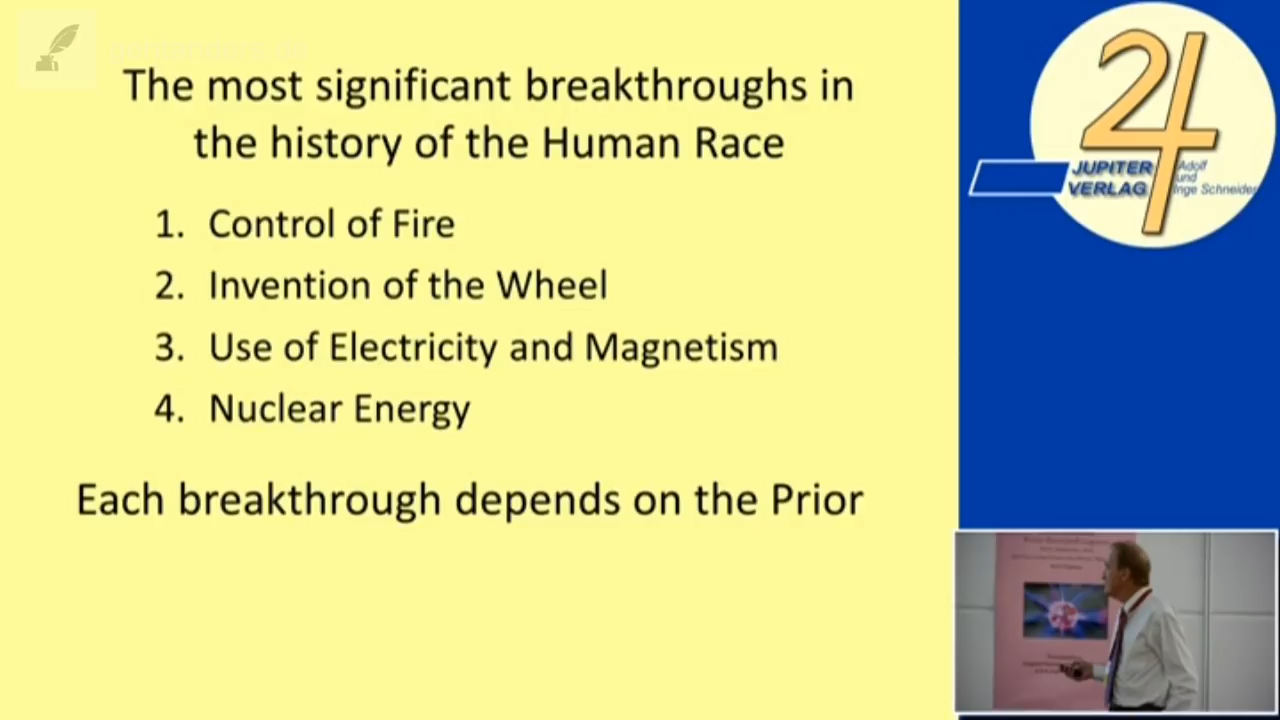 The most significant breakthroughs in
the history of the Human Race
1. Control of Fire
2. Invention of the Wheel
3. Use of Electricity and Magnetism
4. Nuclear Energy
Each breakthrough depends on the Prior
JUPITER
VERLAG
Adolf
und
Inge Schneider